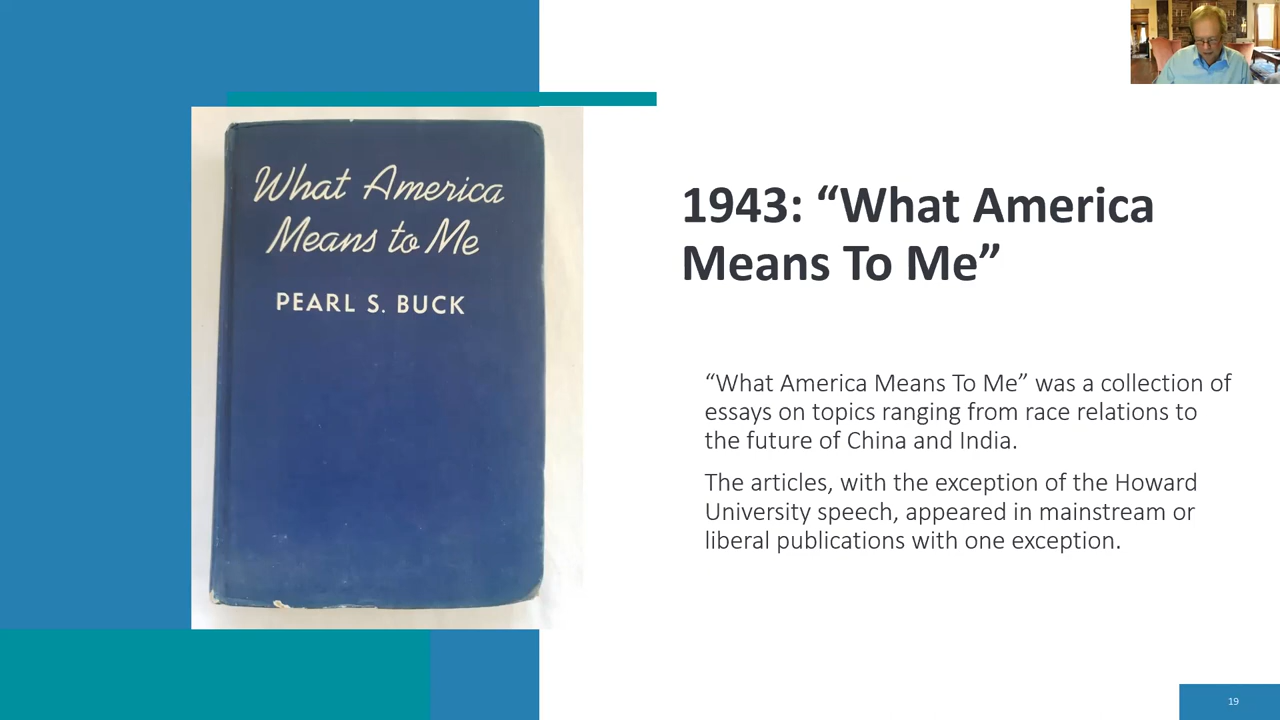 What America
Means to Me
PEARL S. BUCK
1943: “What America
Means To Me”
“What America Means To Me” was a collection of
essays on topics ranging from race relations to
the future of China and India.
The articles, with the exception of the Howard
University speech, appeared in mainstream or
liberal publications with one exception.
19